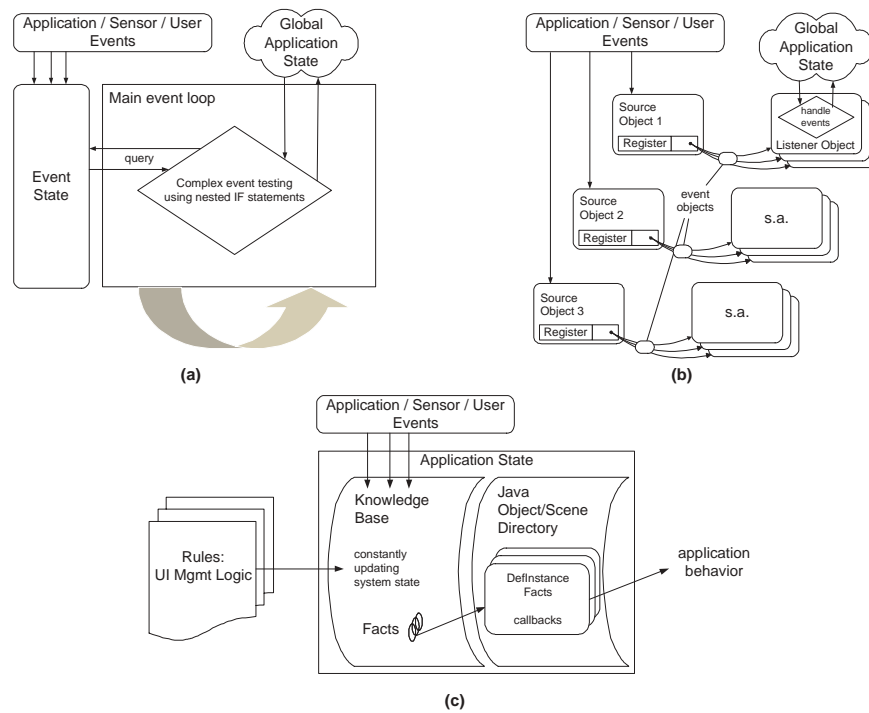 Application / Sensor / User
Events
Global
Application
State
Main event loop
query
Event
State
Complex event testing
using nested IF statements
(a)
Application / Sensor / User
Events
Global
Application
State
Source
Object 1
Register
handle
events
Listener Object
event
objects
Source
Object 2
Register
s.a.
Source
Object 3
Register
s.a.
(b)
Application / Sensor / User
Events
Application State
Knowledge
Base
Java
Object/Scene
Directory
Rules:
UI Mgmt Logic
constantly
updating
system state
DefInstance
Facts
callbacks
application
behavior
Facts
(c)